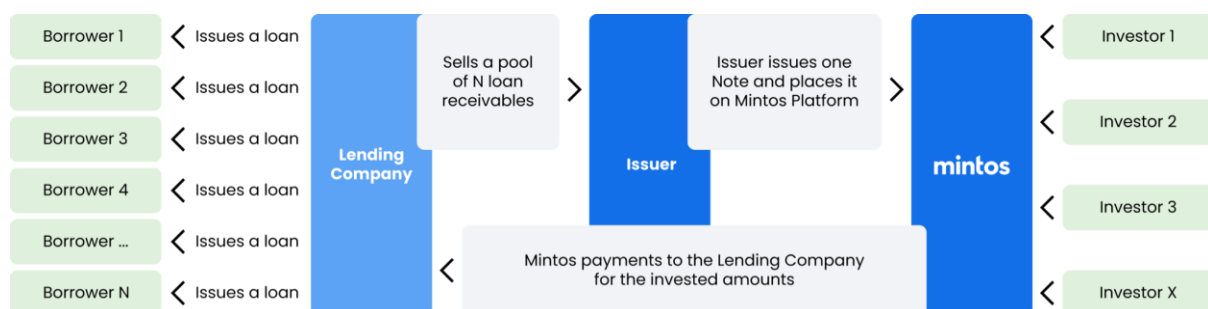 Borrower 1
Issues a loan
Borrower 2
Issues a loan
Borrower 3
Issues a loan
Borrower 4
Issues a loan
Borrower ...
Issues a loan
Borrower N
Issues a loan
Lending
Company
Sells a pool
of N loan
receivables
Issuer
Issuer issues one
Note and places it
on Mintos Platform
mintos
Mintos payments to the Lending Company
for the invested amounts
Investor 1
Investor 2
Investor 3
Investor X